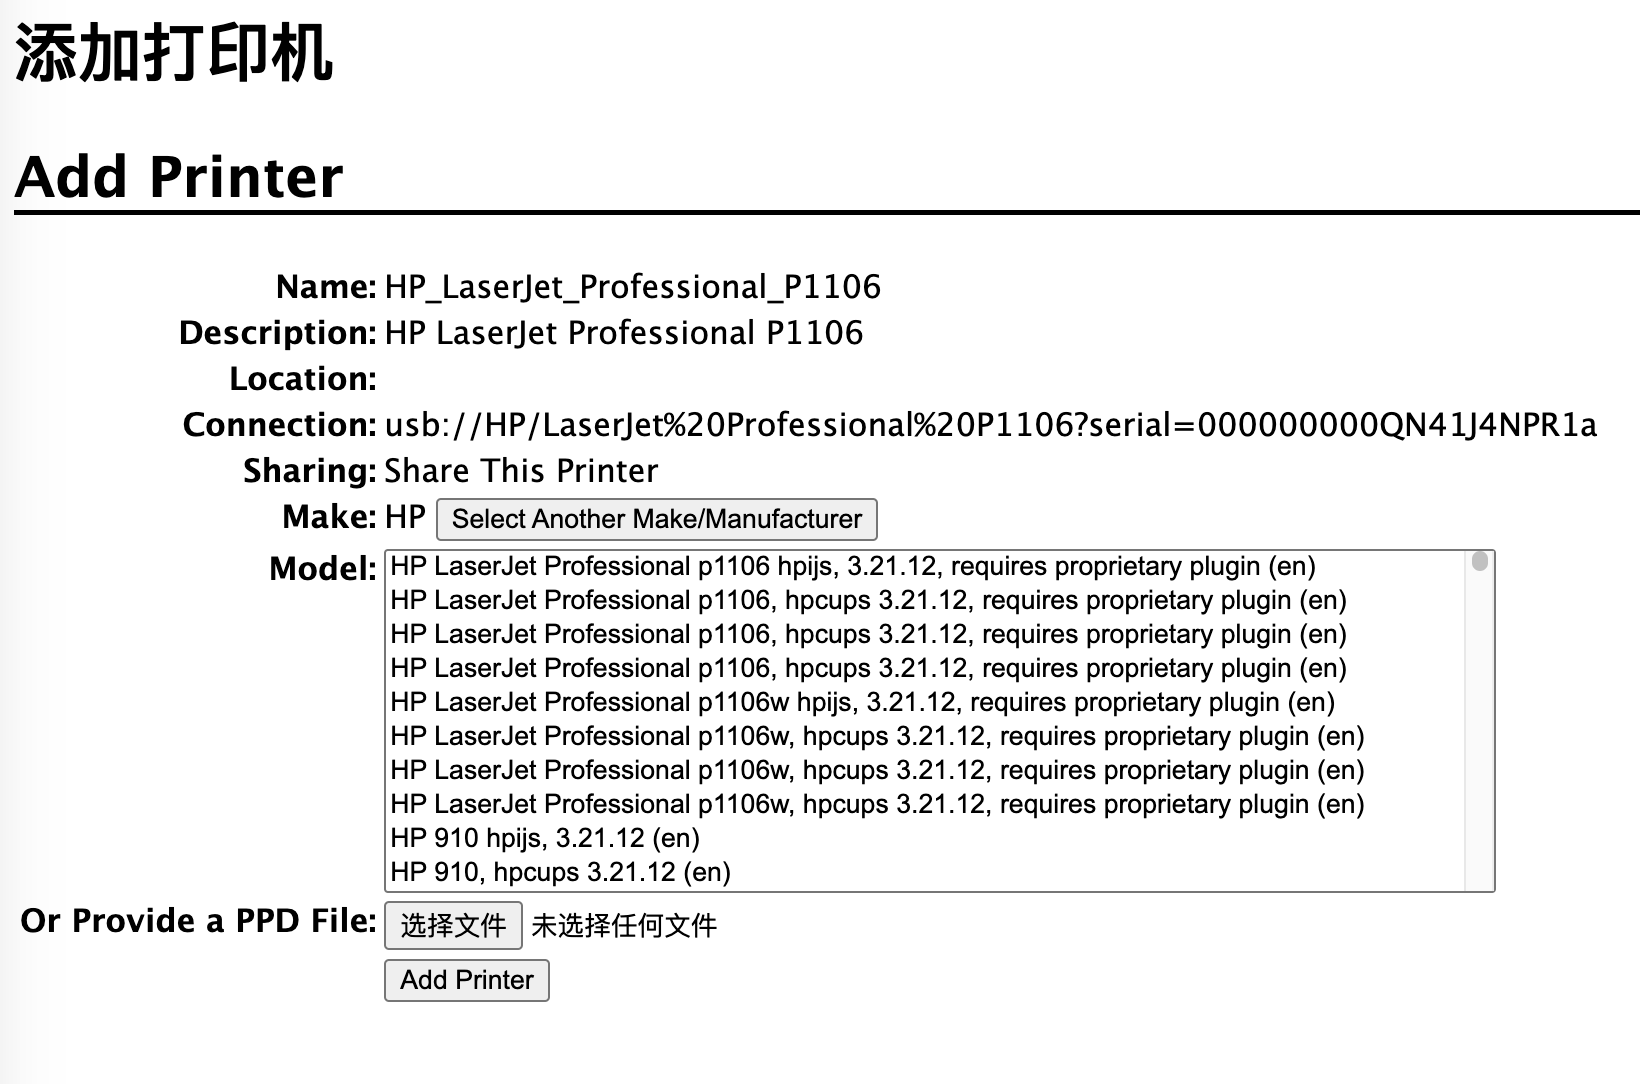 添加打印机
Add Printer
Name: HP_LaserJet_Professional_P1106
Description: HP LaserJet Professional P1106
Location:
Connection: usb://HP/LaserJet%20Professional%20P1106?serial=000000000QN41J4NPR1a
Sharing: Share This Printer
Make: HP Select Another Make/Manufacturer
Model: HP LaserJet Professional p1106 hpijs, 3.21.12, requires proprietary plugin (en)
HP LaserJet Professional p1106, hpcups 3.21.12, requires proprietary plugin (en)
HP LaserJet Professional p1106, hpcups 3.21.12, requires proprietary plugin (en)
HP LaserJet Professional p1106, hpcups 3.21.12, requires proprietary plugin (en)
HP LaserJet Professional p1106w hpijs, 3.21.12, requires proprietary plugin (en)
HP LaserJet Professional p1106w, hpcups 3.21.12, requires proprietary plugin (en)
HP LaserJet Professional p1106w, hpcups 3.21.12, requires proprietary plugin (en)
HP LaserJet Professional p1106w, hpcups 3.21.12, requires proprietary plugin (en)
HP 910 hpijs, 3.21.12 (en)
HP 910, hpcups 3.21.12 (en)
Or Provide a PPD File: 选择文件 未选择任何文件
Add Printer